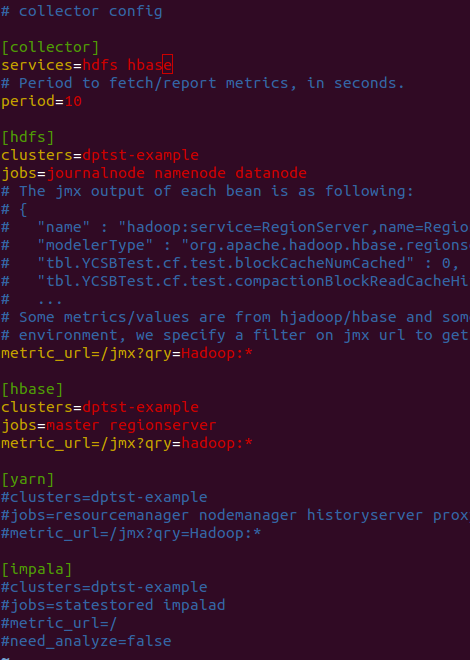 # collector config
[collector]
services=hdfs hbase
# Period to fetch/report metrics, in seconds.
period=10
[hdfs]
clusters=dptst-example
jobs=journalnode namenode datanode
# The jmx output of each bean is as following:
# {
#   "name" : "hadoop:service=RegionServer,name=Regio
#   "modelerType" : "org.apache.hadoop.hbase.regions
#   "tbl.YCSBTest.cf.test.blockCacheNumCached" : 0,
#   "tbl.YCSBTest.cf.test.compactionBlockReadCacheHi
#   ...
# Some metrics/values are from hjadoop/hbase and som
# environment, we specify a filter on jmx url to get
metric_url=/jmx?qry=Hadoop:*
[hbase]
clusters=dptst-example
jobs=master regionserver
metric_url=/jmx?qry=hadoop:*
[yarn]
#clusters=dptst-example
#jobs=resourcemanager nodemanager historyserver prox
#metric_url=/jmx?qry=Hadoop:*
[impala]
#clusters=dptst-example
#jobs=statestored impalad
#metric_url=/
#need_analyze=false
~